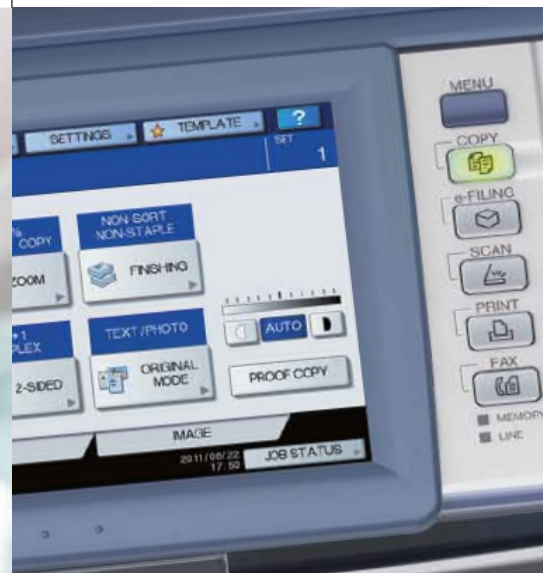 SETTINGS
TEMPLATE
?
SET
1
%
COPY
ZOOM
NON-SORT
NON-STAPLE
FINISHING
2-SIDED
TEXT/PHOTO
ORIGINAL
MODE
AUTO
PROOF COPY
IMAGE
2011/06/22
17:50
JOB STATUS
MENU
COPY
e-FILING
SCAN
PRINT
FAX
MEMORY
LINE